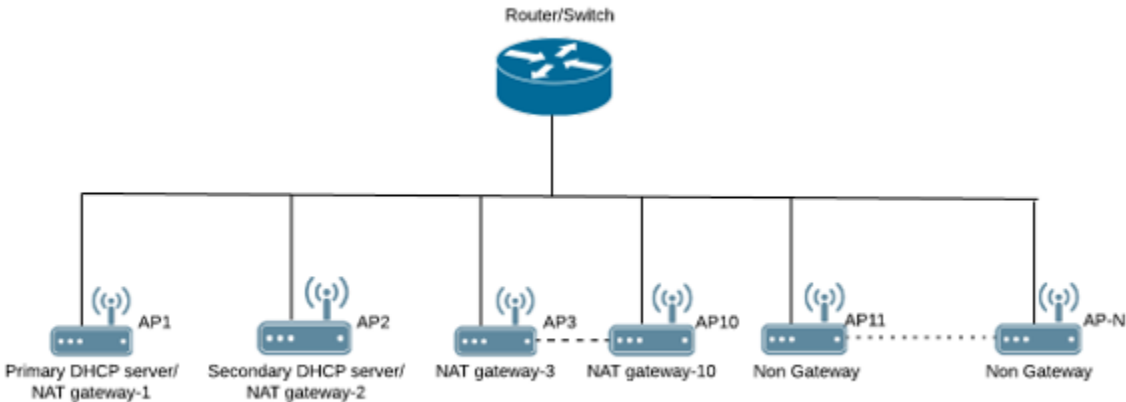 Router/Switch
AP1
AP2
AP3
AP10
AP11
AP-N
Primary DHCP server/
NAT gateway-1
Secondary DHCP server/
NAT gateway-2
NAT gateway-3
NAT gateway-10
Non Gateway
Non Gateway